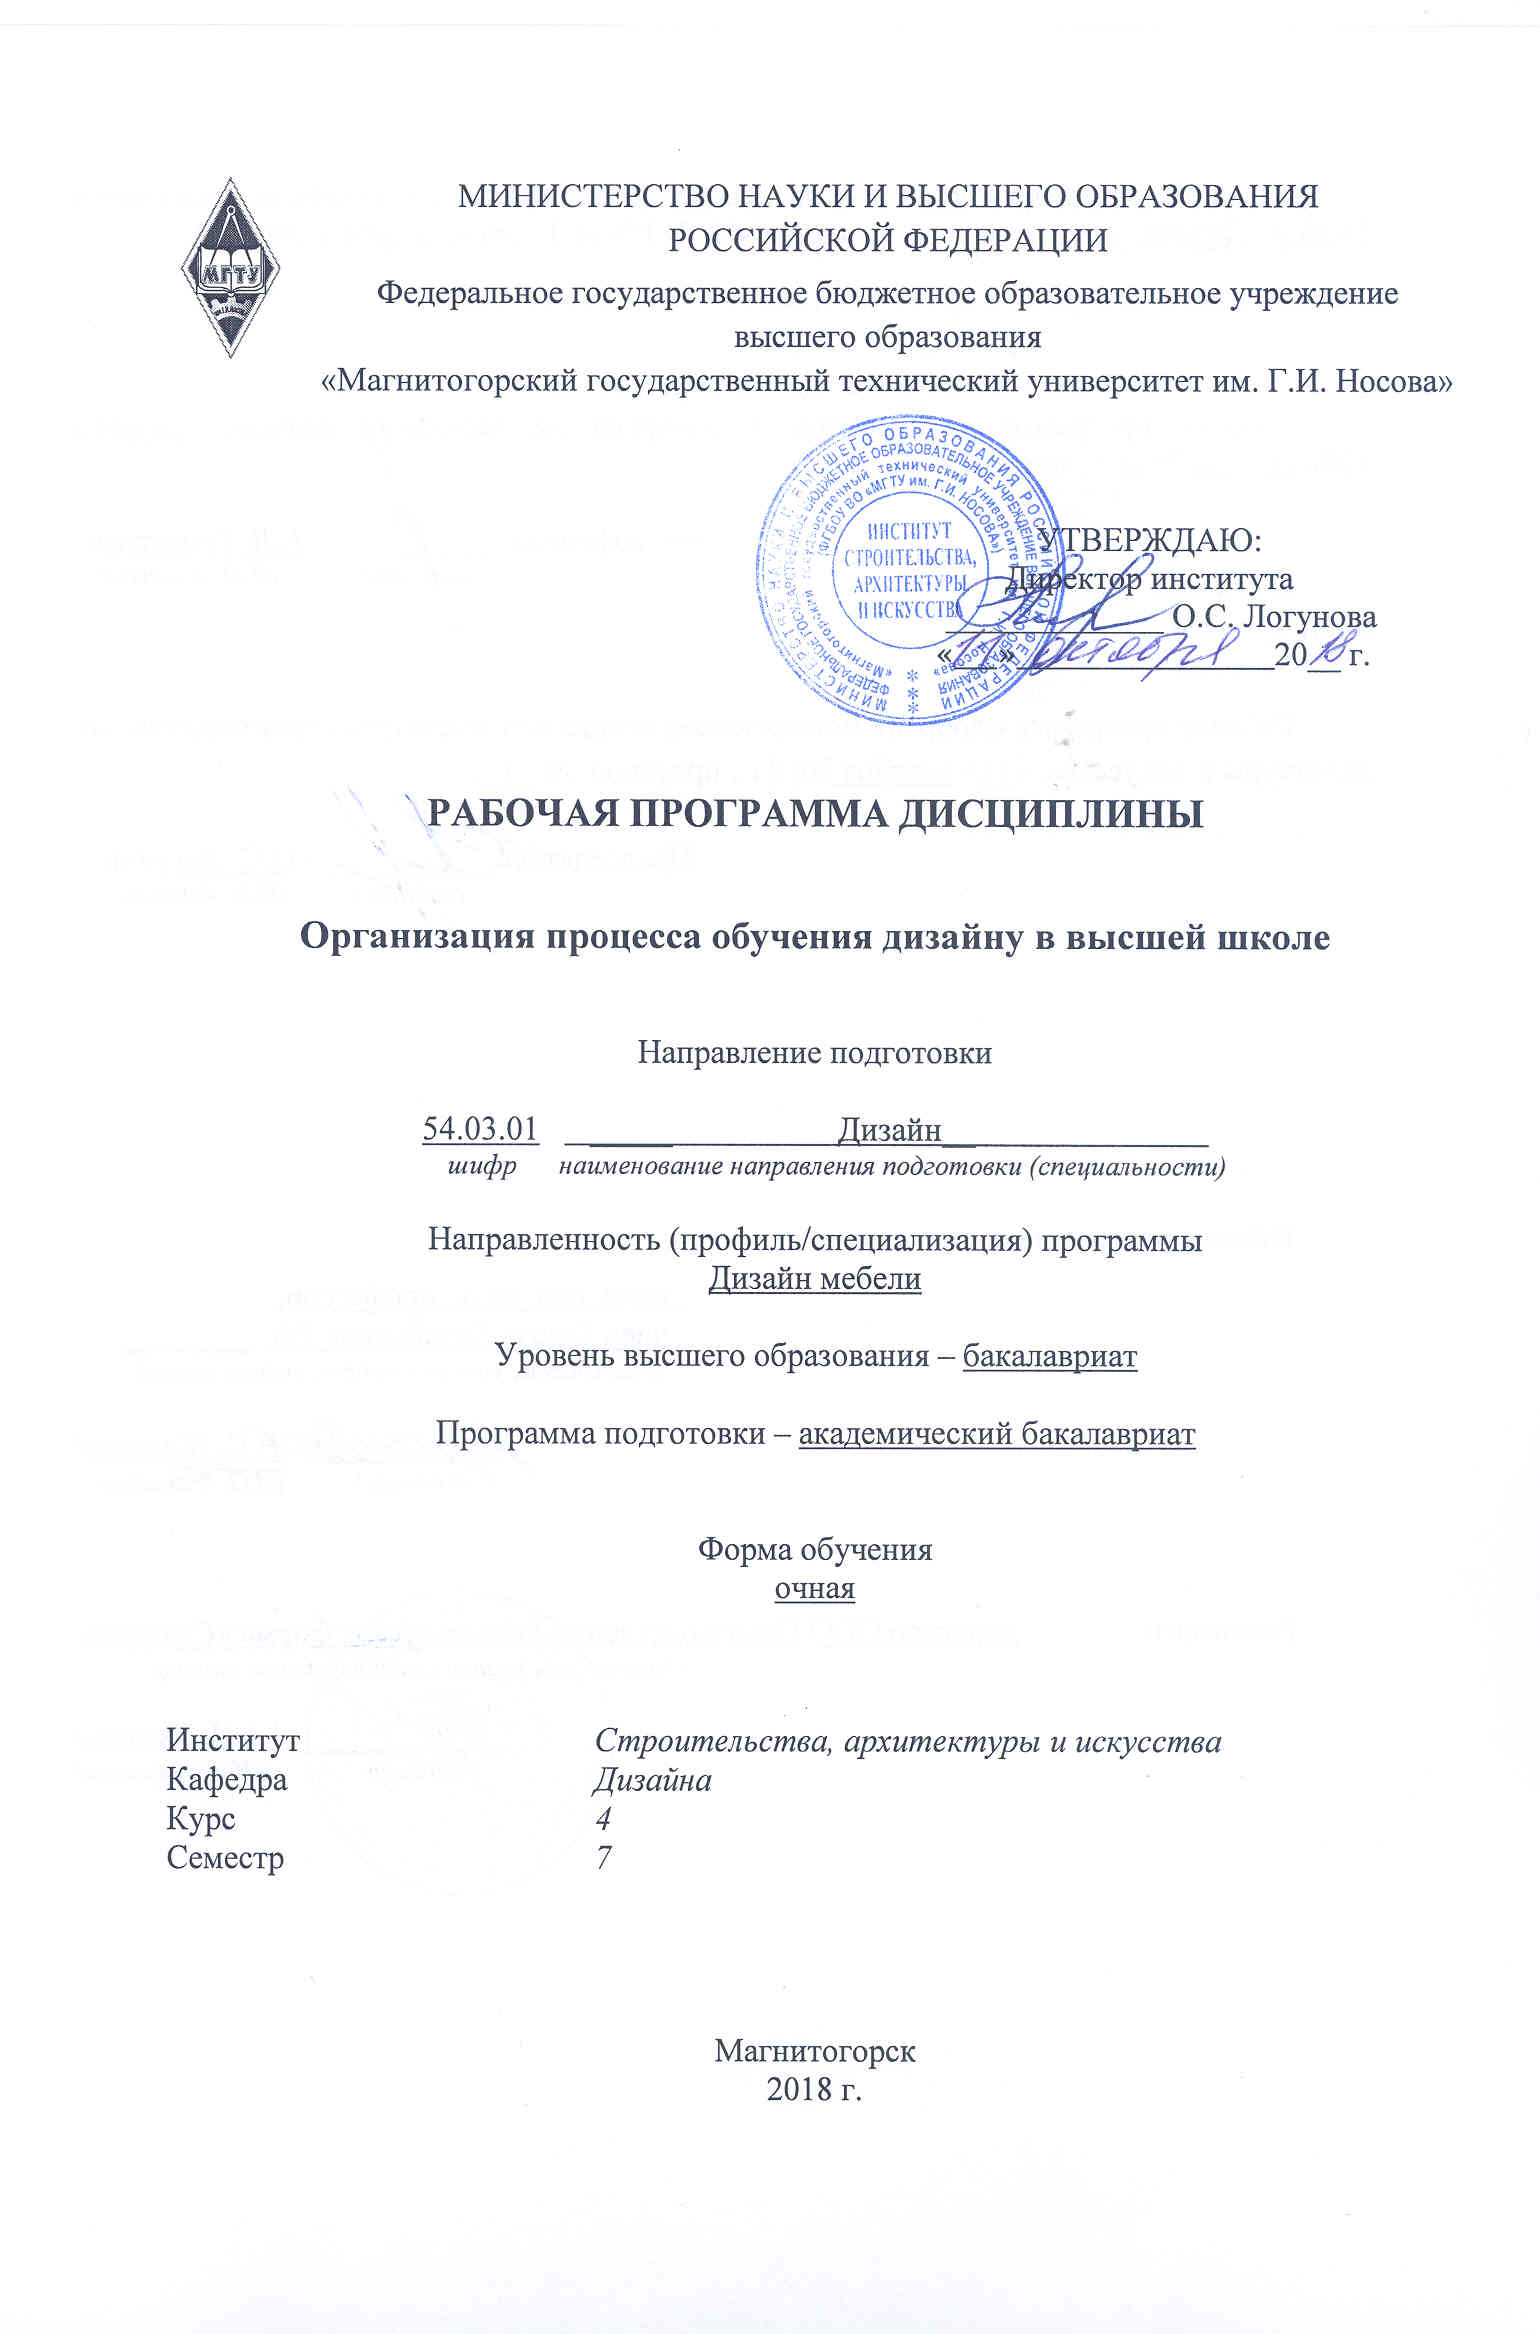 МИНИСТЕРСТВО НАУКИ И ВЫСШЕГО ОБРАЗОВАНИЯ
РОССИЙСКОЙ ФЕДЕРАЦИИ
Федеральное государственное бюджетное образовательное учреждение
высшего образования
«Магнитогорский государственный технический университет им. Г.И. Носова»
МГТУ
ИНСТИТУТ
СТРОИТЕЛЬСТВА,
АРХИТЕКТУРЫ
И ИСКУССТВА
УТВЕРЖДАЮ:
Директор института
О.С. Логунова
« » октября 2018 г.
РАБОЧАЯ ПРОГРАММА ДИСЦИПЛИНЫ
Организация процесса обучения дизайну в высшей школе
Направление подготовки
54.03.01 Дизайн
шифр наименование направления подготовки (специальности)
Направленность (профиль/специализация) программы
Дизайн мебели
Уровень высшего образования – бакалавриат
Программа подготовки – академический бакалавриат
Форма обучения
очная
Институт Строительства, архитектуры и искусства
Кафедра Дизайна
Курс 4
Семестр 7
Магнитогорск
2018 г.